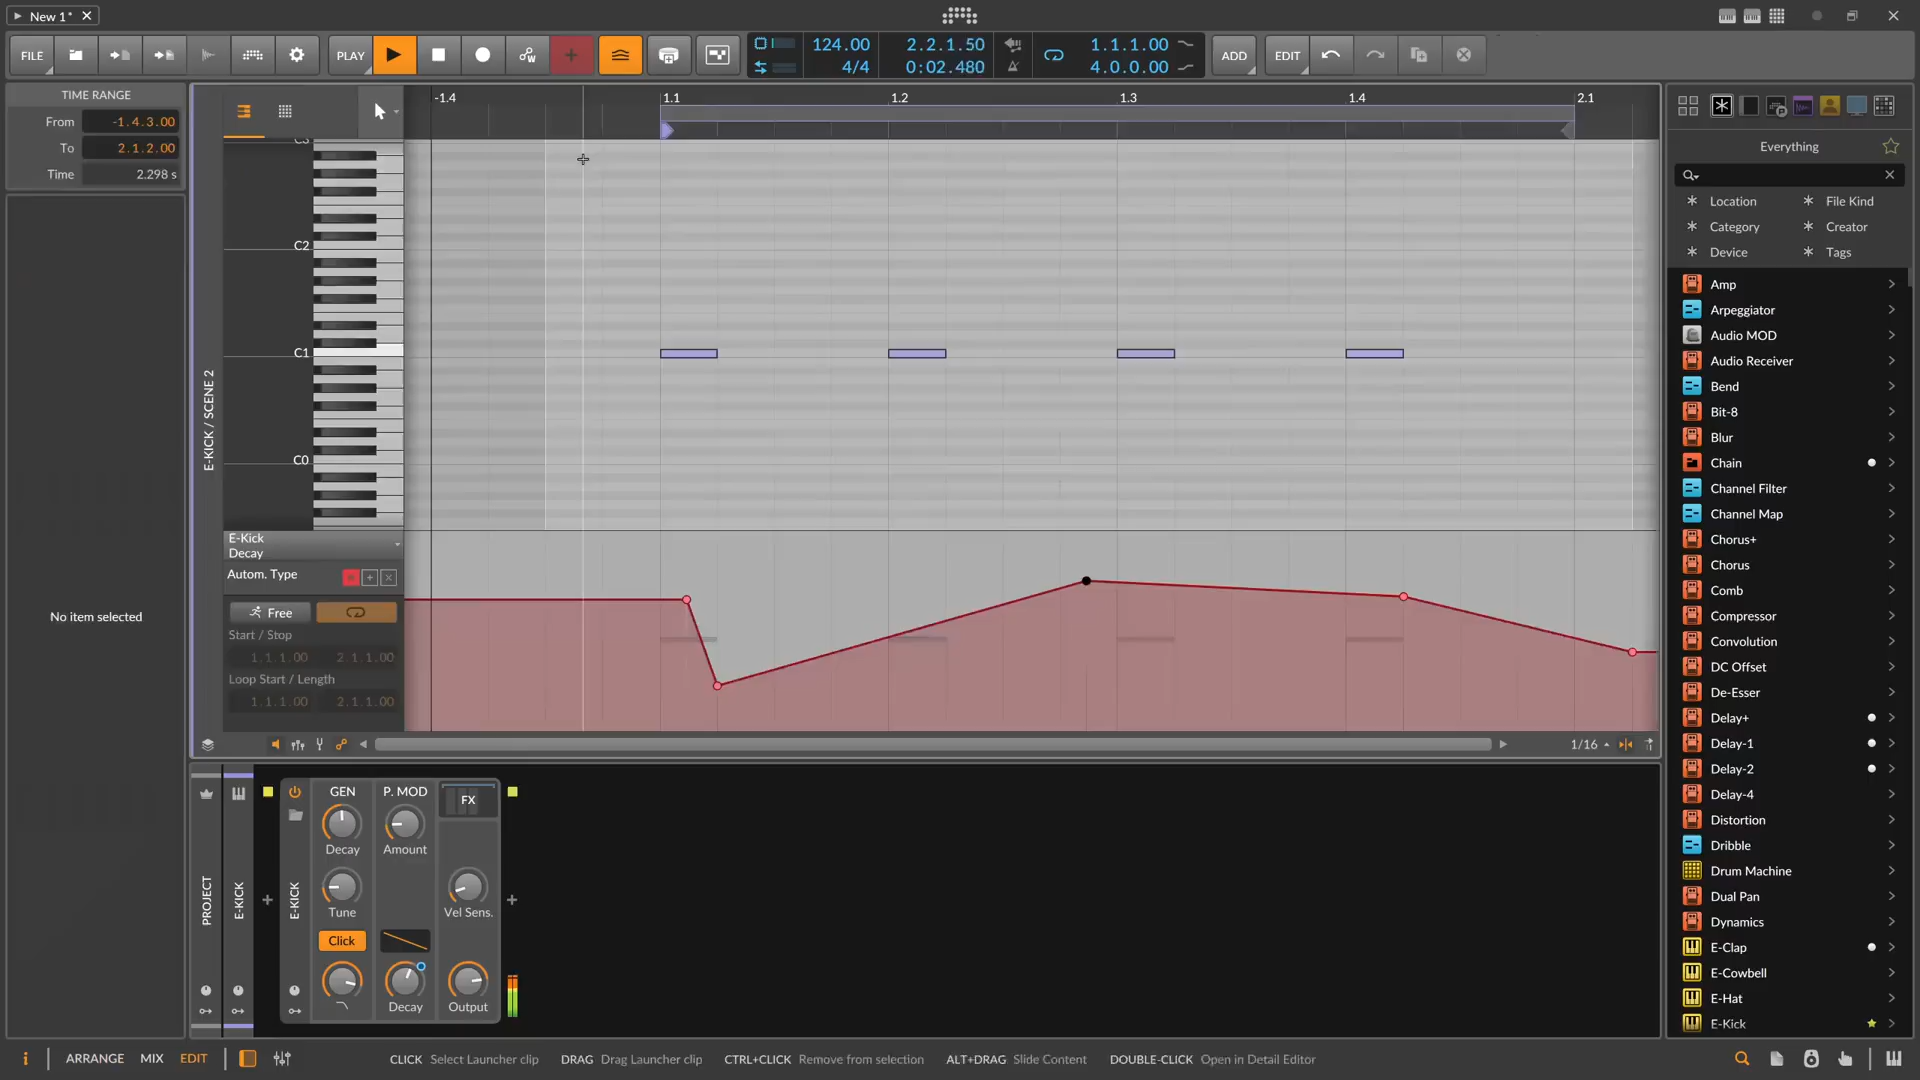 New 1*
FILE
PLAY
124.00
4/4
2.2.1.50
0:02.480
1.1.1.00
4.0.0.00
ADD
EDIT
TIME RANGE
From -1.4.3.00
To 2.1.2.00
Time 2.298 s
No item selected
-1.4
1.1
1.2
1.3
1.4
2.1
C2
C1
C0
E-KICK / SCENE 2
E-Kick
Decay
Autom. Type
Free
Start / Stop
1.1.1.00 2.1.1.00
Loop Start / Length
1.1.1.00 2.1.1.00
1/16
PROJECT
E-KICK
E-KICK
GEN
P. MOD
FX
Decay
Amount
Tune
Vel Sens.
Click
Decay
Output
Everything
Location
File Kind
Category
Creator
Device
Tags
Amp
Arpeggiator
Audio MOD
Audio Receiver
Bend
Bit-8
Blur
Chain
Channel Filter
Channel Map
Chorus+
Chorus
Comb
Compressor
Convolution
DC Offset
De-Esser
Delay+
Delay-1
Delay-2
Delay-4
Distortion
Dribble
Drum Machine
Dual Pan
Dynamics
E-Clap
E-Cowbell
E-Hat
E-Kick
ARRANGE
MIX
EDIT
CLICK Select Launcher clip
DRAG Drag Launcher clip
CTRL+CLICK Remove from selection
ALT+DRAG Slide Content
DOUBLE-CLICK Open in Detail Editor